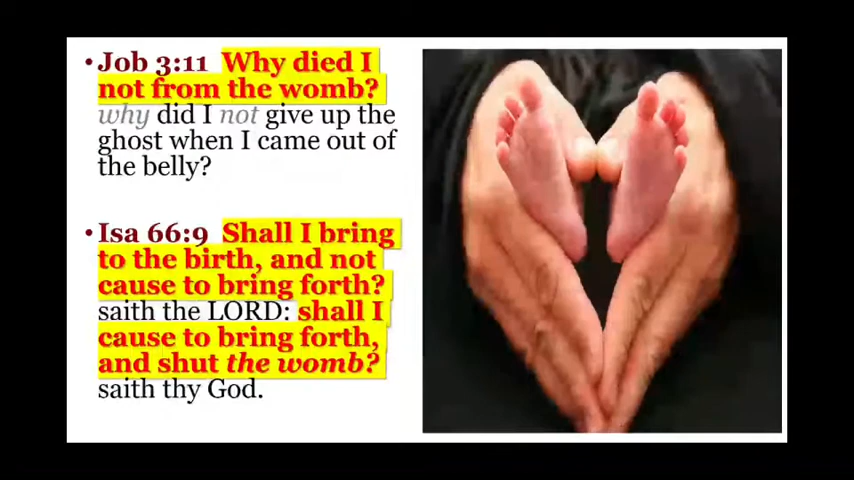 • Job 3:11 Why died I
not from the womb?
why did I not give up the
ghost when I came out of
the belly?
• Isa 66:9 Shall I bring
to the birth, and not
cause to bring forth?
saith the LORD: shall I
cause to bring forth,
and shut the womb?
saith thy God.